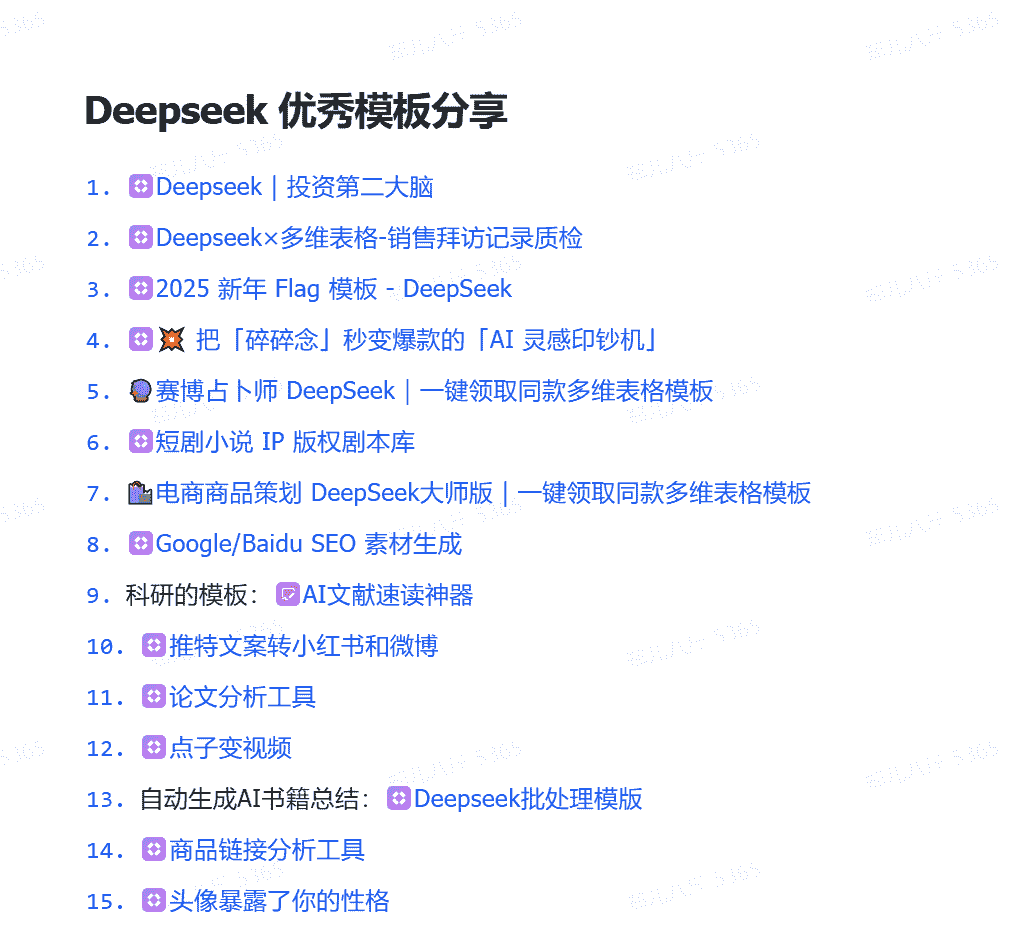 Deepseek 优秀模板分享
1. Deepseek | 投资第二大脑
2. Deepseek×多维表格-销售拜访记录质检
3. 2025 新年 Flag 模板 - DeepSeek
4. 💥 把「碎碎念」秒变爆款的「AI 灵感印钞机」
5. 🔮赛博占卜师 DeepSeek | 一键领取同款多维表格模板
6. 短剧小说 IP 版权剧本库
7. 🛍️电商商品策划 DeepSeek大师版 | 一键领取同款多维表格模板
8. Google/Baidu SEO 素材生成
9. 科研的模板： AI文献速读神器
10. 推特文案转小红书和微博
11. 论文分析工具
12. 点子变视频
13. 自动生成AI书籍总结： Deepseek批处理模版
14. 商品链接分析工具
15. 头像暴露了你的性格